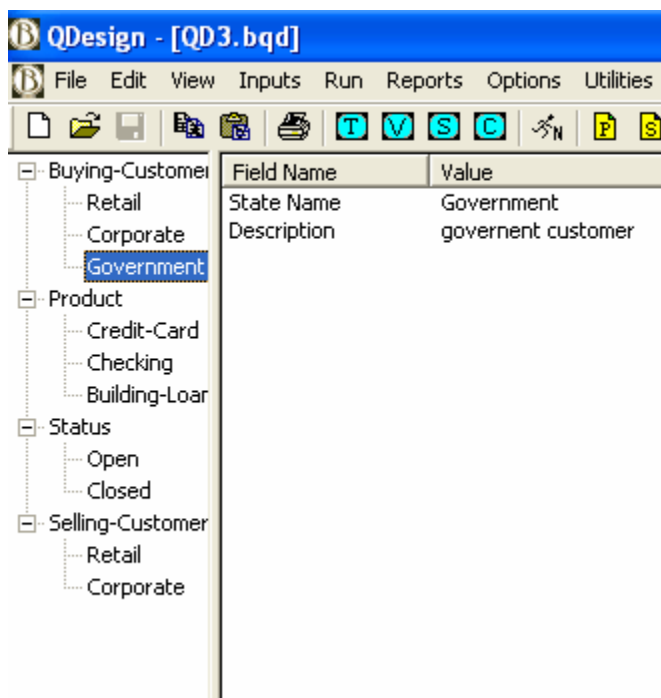 QDesign - [QD3.bqd]
File Edit View Inputs Run Reports Options Utilities
T V S C N P S
Buying-Customer
Retail
Corporate
Government
Product
Credit-Card
Checking
Building-Loan
Status
Open
Closed
Selling-Customer
Retail
Corporate
Field Name Value
State Name Government
Description governent customer